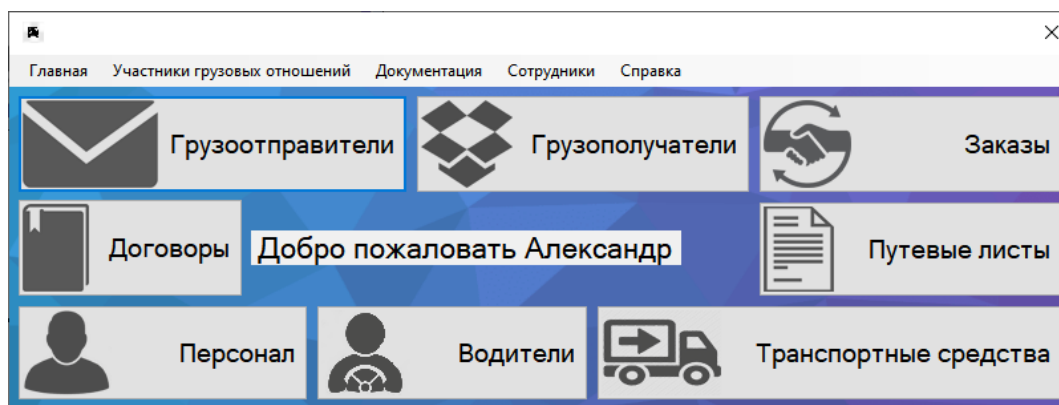 Главная Участники грузовых отношений Документация Сотрудники Справка
Грузоотправители Грузополучатели Заказы
Договоры Добро пожаловать Александр Путевые листы
Персонал Водители Транспортные средства